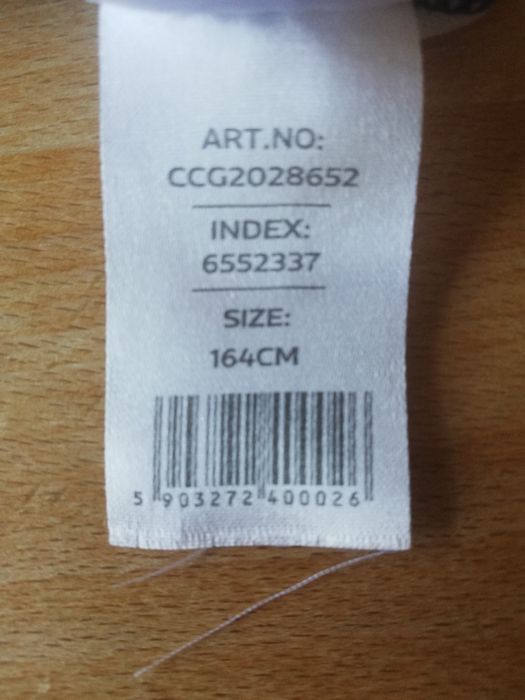 ART.NO:
CCG2028652
INDEX:
6552337
SIZE:
164CM
5 903272 400026